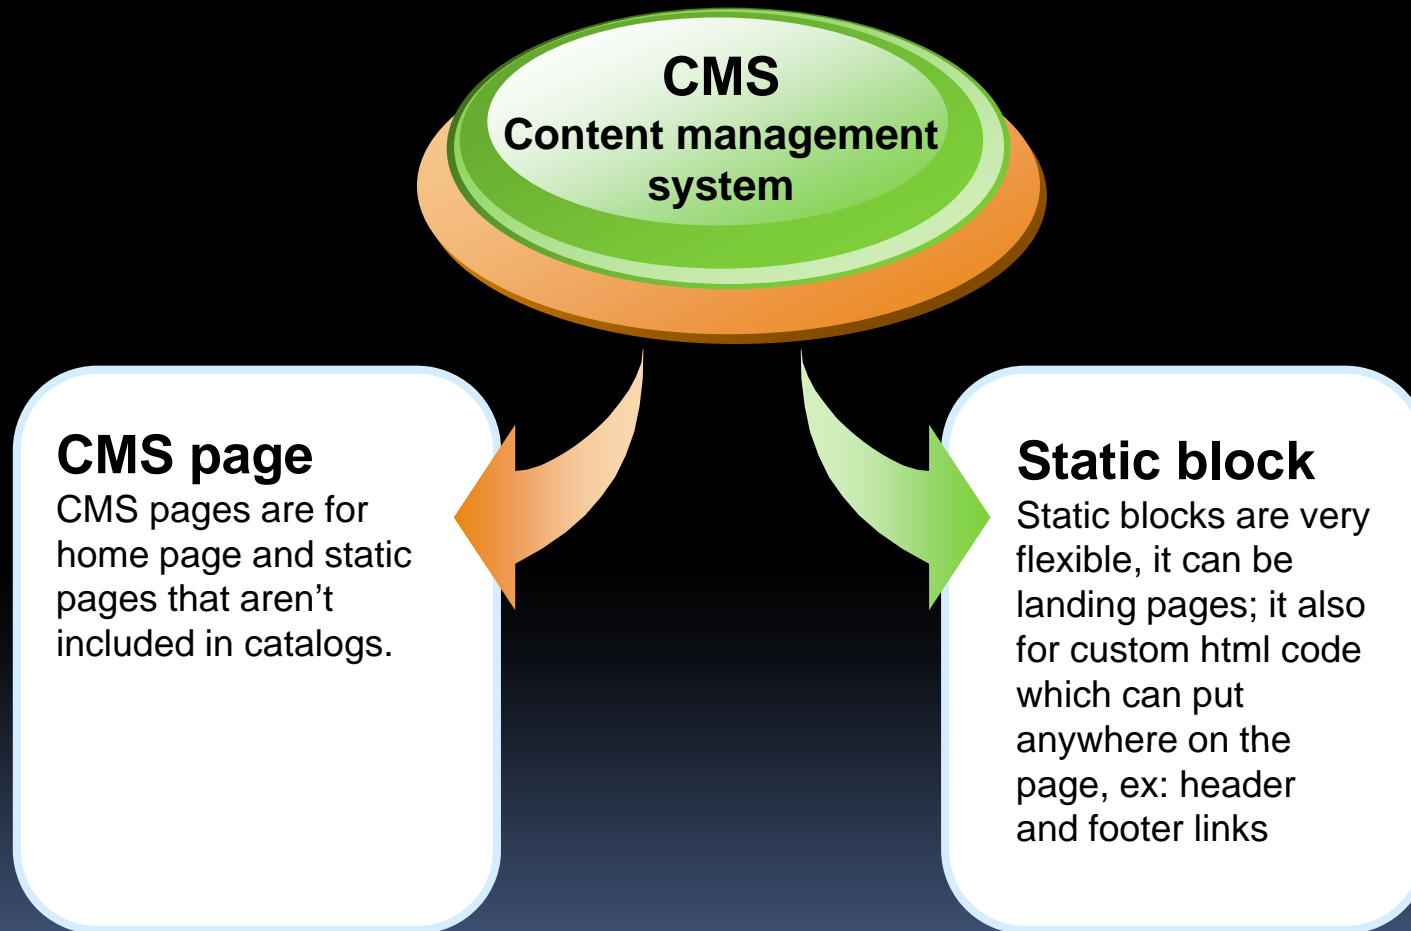 CMS
Content management
system
CMS page
CMS pages are for
home page and static
pages that aren’t
included in catalogs.
Static block
Static blocks are very
flexible, it can be
landing pages; it also
for custom html code
which can put
anywhere on the
page, ex: header
and footer links